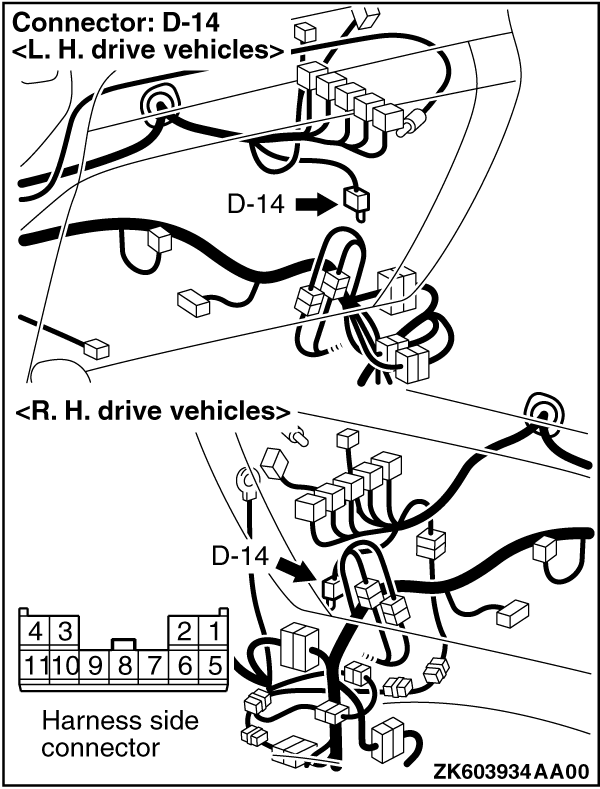 Connector: D-14
<L. H. drive vehicles>
D-14
<R. H. drive vehicles>
D-14
4 3 2 1
11 10 9 8 7 6 5
Harness side
connector
ZK603934AA00